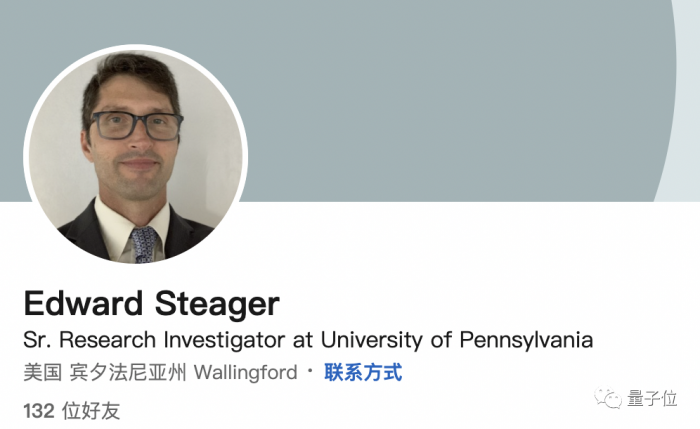 Edward Steager
Sr. Research Investigator at University of Pennsylvania
美国 宾夕法尼亚州 Wallingford · 联系方式
132 位好友
量子位